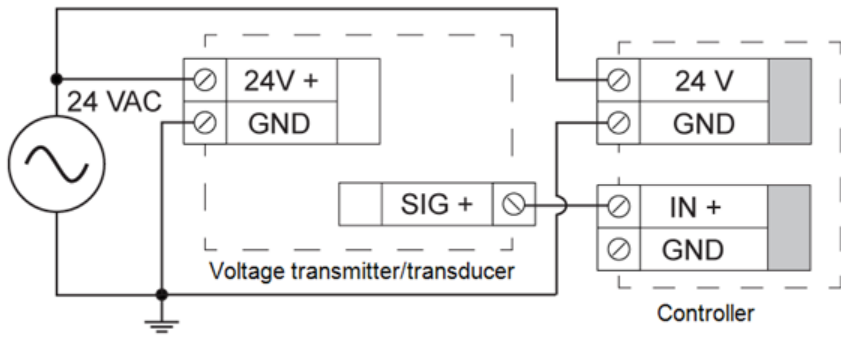 24V +
24 V
24 VAC
GND
GND
SIG +
IN +
GND
Voltage transmitter/transducer
Controller